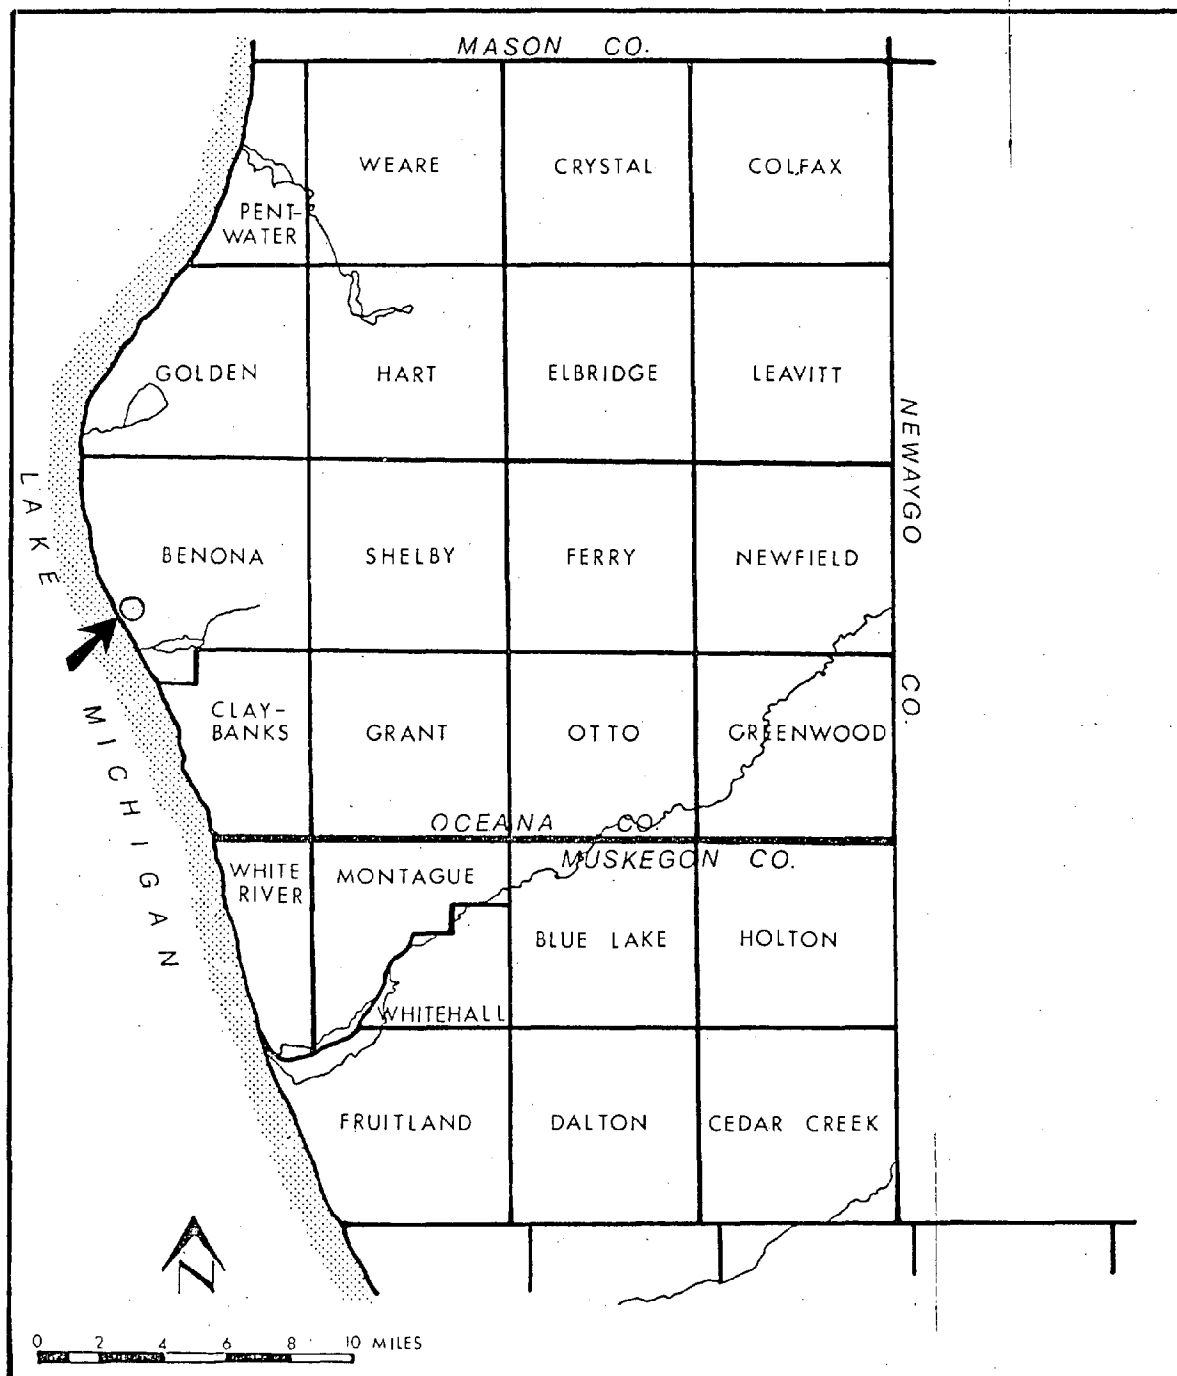 MASON CO.
WEARE CRYSTAL COLFAX
PENT-
WATER
GOLDEN HART ELBRIDGE LEAVITT
NEWAYGO CO.
LAKE MICHIGAN
BENONA SHELBY FERRY NEWFIELD
CLAY-
BANKS
GRANT OTTO GREENWOOD
OCEANA CO.
MUSKEGON CO.
WHITE
RIVER
MONTAGUE
BLUE LAKE HOLTON
WHITEHALL
FRUITLAND DALTON CEDAR CREEK
N
0 2 4 6 8 10 MILES